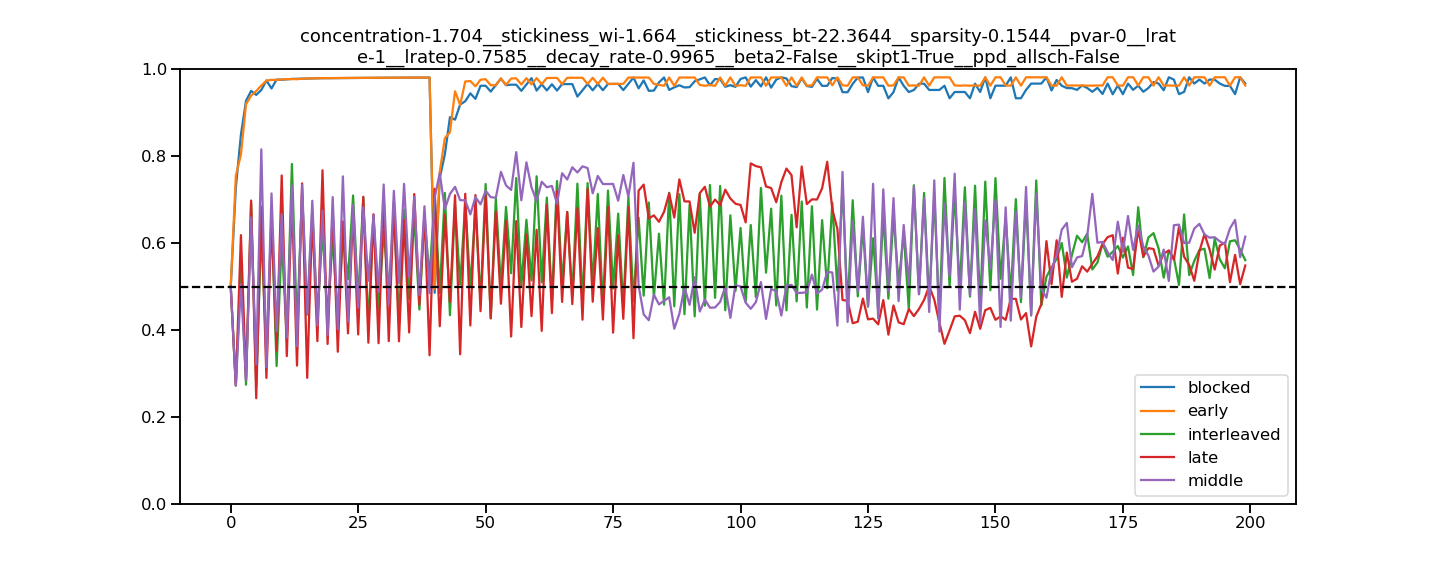 concentration-1.704__stickiness_wi-1.664__stickiness_bt-22.3644__sparsity-0.1544__pvar-0__lrat
e-1__lratep-0.7585__decay_rate-0.9965__beta2-False__skipt1-True__ppd_allsch-False
1.0
0.8
0.6
0.4
0.2
0.0
0 25 50 75 100 125 150 175 200
blocked
early
interleaved
late
middle